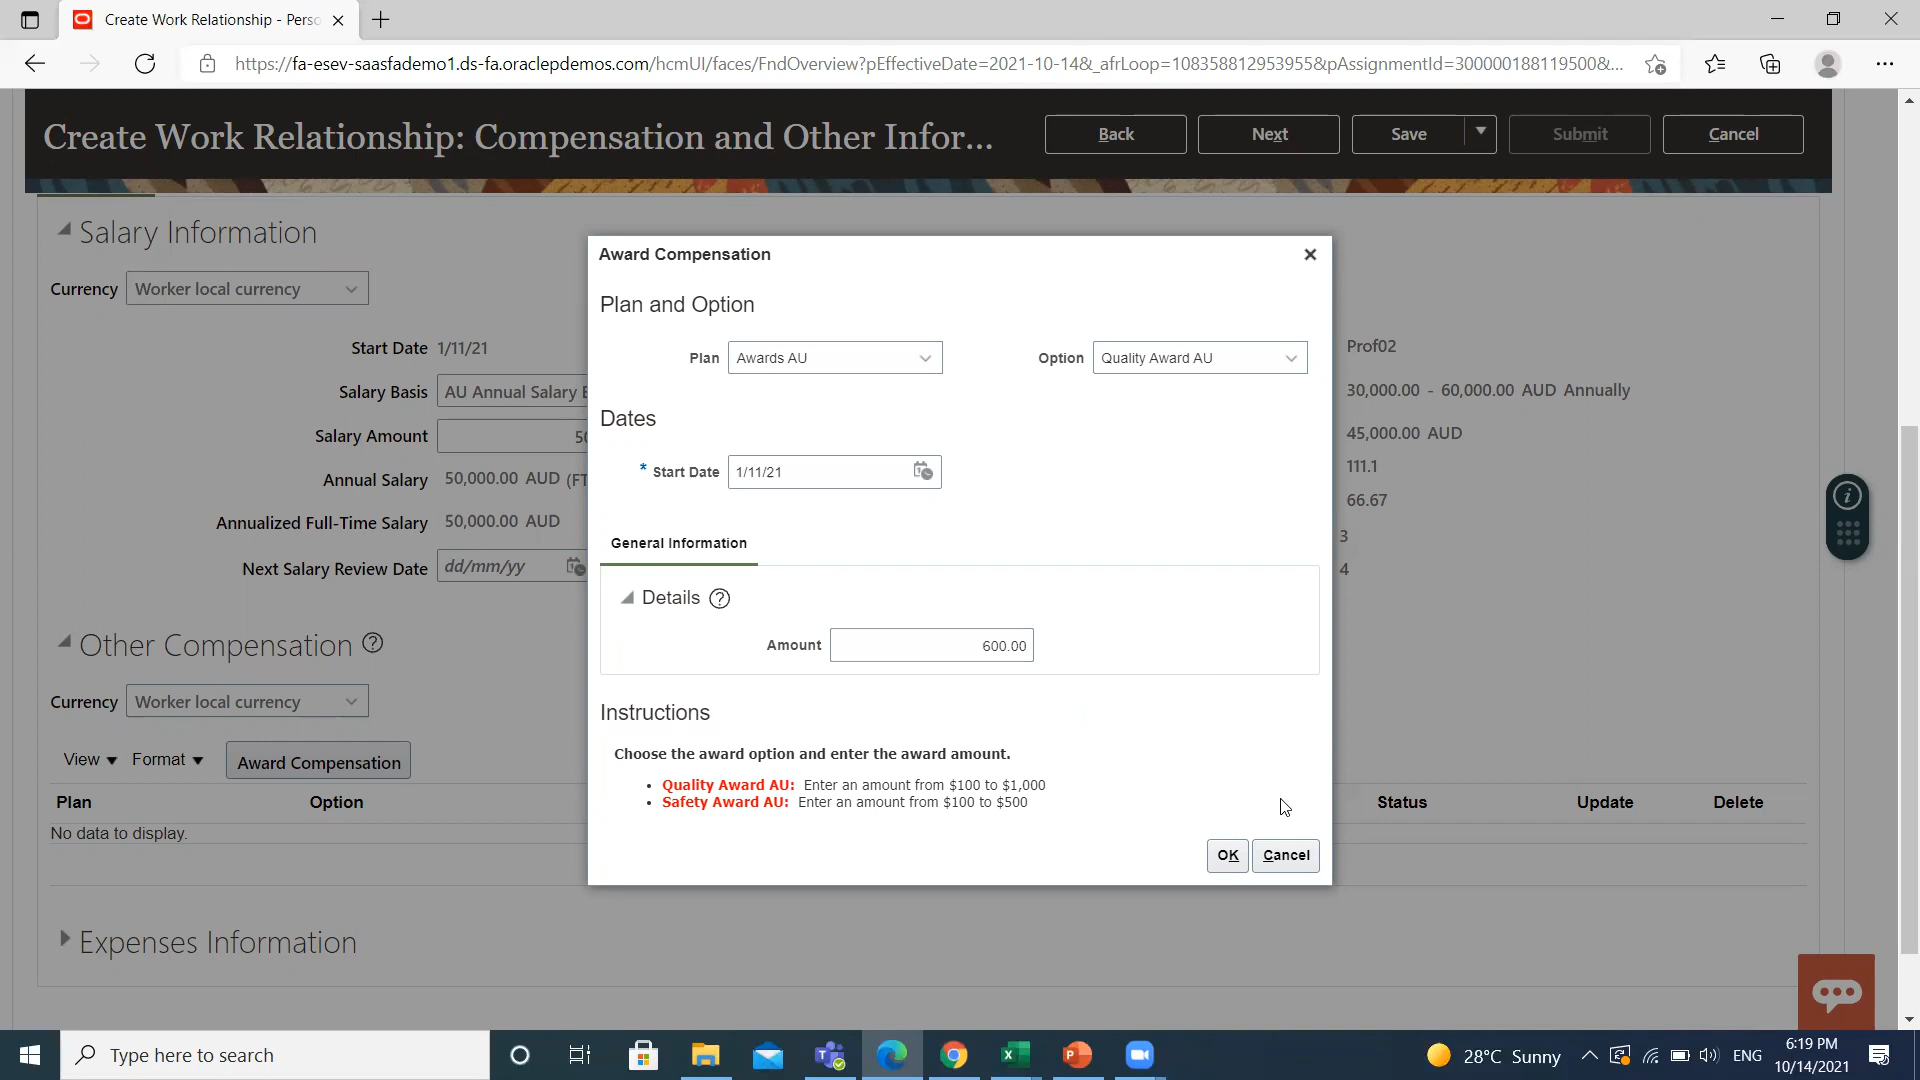 Create Work Relationship - Perso
https://fa-esev-saasfademo1.ds-fa.oraclepdemos.com/hcmUI/faces/FndOverview?pEffectiveDate=2021-10-14&_afrLoop=108358812953955&pAssignmentId=300000188119500&...
Create Work Relationship: Compensation and Other Infor...
Back
Next
Save
Submit
Cancel
Salary Information
Currency Worker local currency
Start Date 1/11/21
Salary Basis AU Annual Salary
Salary Amount 50
Annual Salary 50,000.00 AUD (FT
Annualized Full-Time Salary 50,000.00 AUD
Next Salary Review Date dd/mm/yy
Prof02
30,000.00 - 60,000.00 AUD Annually
45,000.00 AUD
111.1
66.67
3
4
Award Compensation
Plan and Option
Plan Awards AU
Option Quality Award AU
Dates
* Start Date 1/11/21
General Information
Details ?
Amount 600.00
Instructions
Choose the award option and enter the award amount.
• Quality Award AU: Enter an amount from $100 to $1,000
• Safety Award AU: Enter an amount from $100 to $500
OK
Cancel
Other Compensation ?
Currency Worker local currency
View Format Award Compensation
Plan Option Status Update Delete
No data to display.
Expenses Information
Type here to search
28°C Sunny
ENG
6:19 PM
10/14/2021